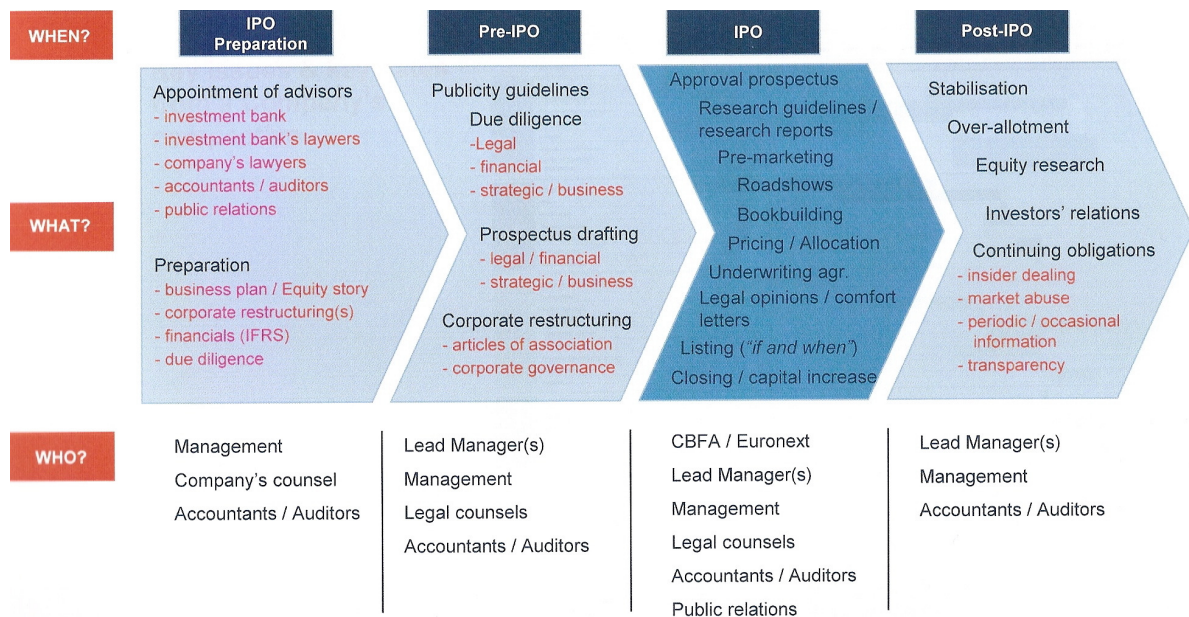 WHEN?
IPO
Preparation
Pre-IPO
IPO
Post-IPO
WHAT?
Appointment of advisors
- investment bank
- investment bank's laywers
- company's lawyers
- accountants / auditors
- public relations
Preparation
- business plan / Equity story
- corporate restructuring(s)
- financials (IFRS)
- due diligence
Publicity guidelines
Due diligence
-Legal
- financial
- strategic / business
Prospectus drafting
- legal / financial
- strategic / business
Corporate restructuring
- articles of association
- corporate governance
Approval prospectus
Research guidelines /
research reports
Pre-marketing
Roadshows
Bookbuilding
Pricing / Allocation
Underwriting agr.
Legal opinions / comfort
letters
Listing ("if and when")
Closing / capital increase
Stabilisation
Over-allotment
Equity research
Investors' relations
Continuing obligations
- insider dealing
- market abuse
- periodic / occasional
information
- transparency
WHO?
Management
Company's counsel
Accountants / Auditors
Lead Manager(s)
Management
Legal counsels
Accountants / Auditors
CBFA / Euronext
Lead Manager(s)
Management
Legal counsels
Accountants / Auditors
Public relations
Lead Manager(s)
Management
Accountants / Auditors